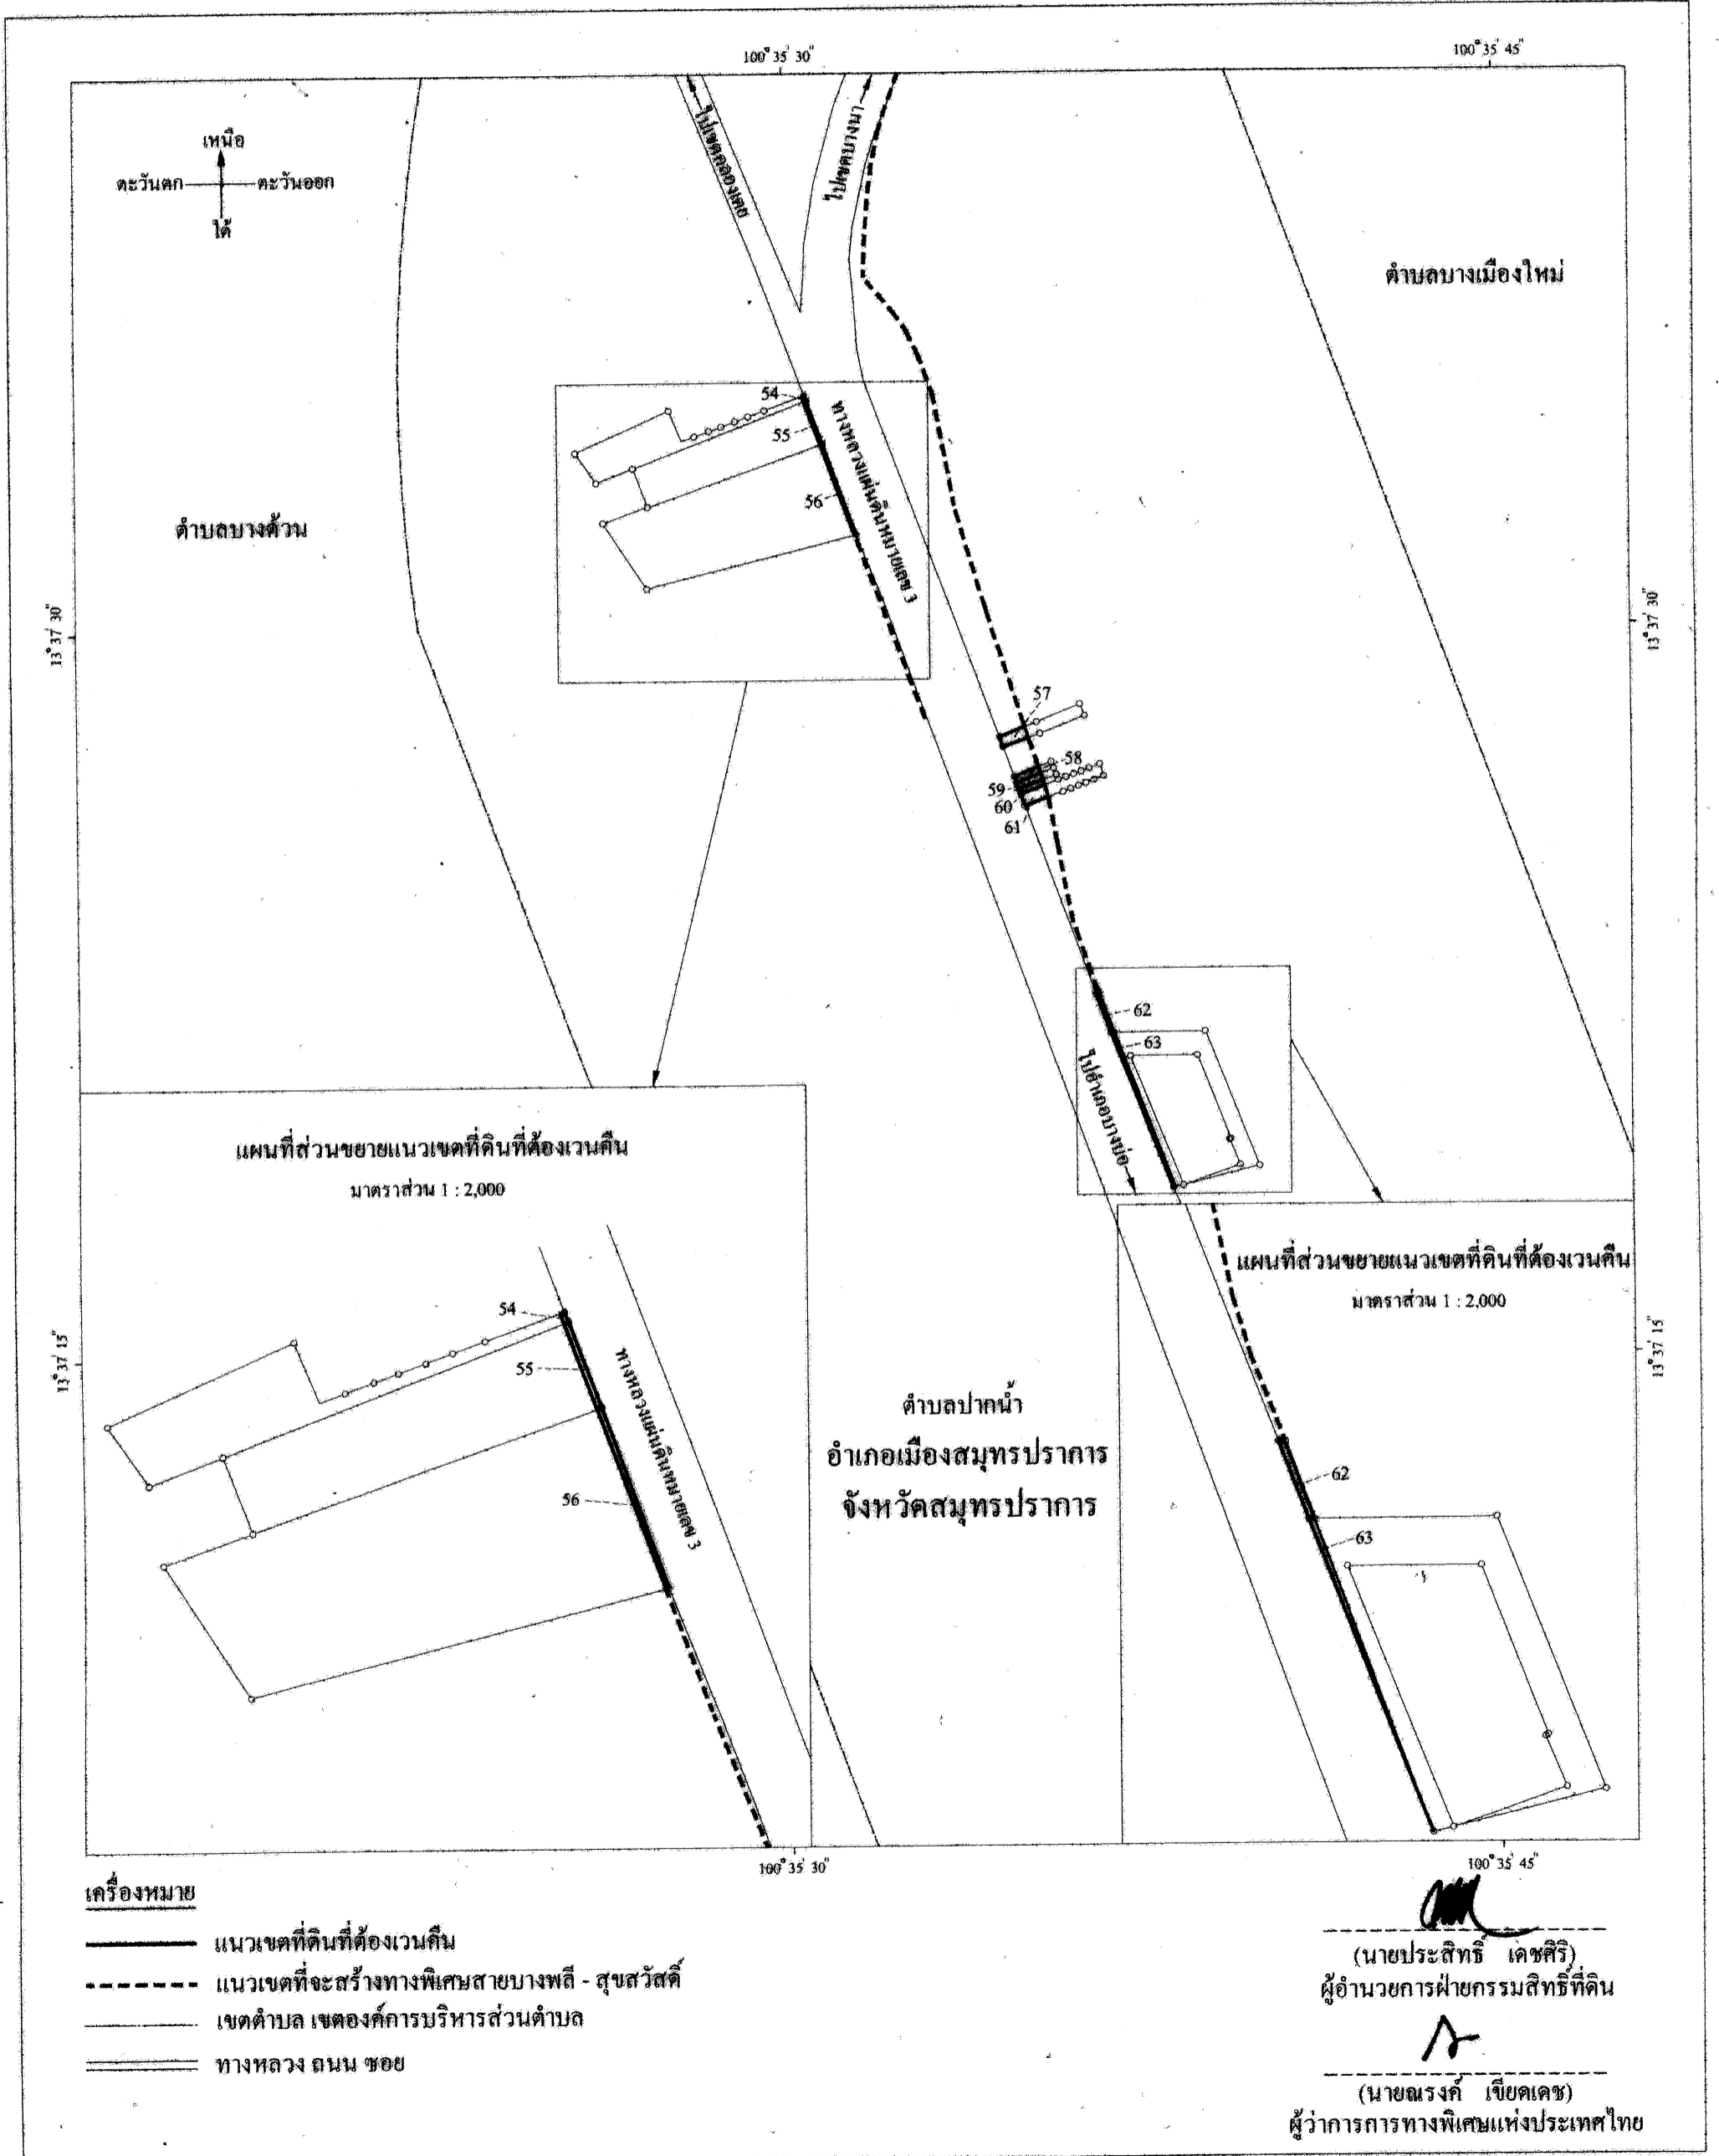 100° 35' 30"
100° 35' 45"
เหนือ
ตะวันตก
ตะวันออก
ใต้
ไปเขตคลองเตย
ไปเขตบางนา
ตำบลบางเมืองใหม่
54
55
56
ทางหลวงแผ่นดินหมายเลข 3
ตำบลบางด้วน
13° 37' 30"
13° 37' 30"
57
58
59
60
61
62
63
ไปอำเภอบางบ่อ
แผนที่ส่วนขยายแนวเขตที่ดินที่ต้องเวนคืน
มาตราส่วน 1 : 2,000
54
55
56
ทางหลวงแผ่นดินหมายเลข 3
13° 37' 15"
แผนที่ส่วนขยายแนวเขตที่ดินที่ต้องเวนคืน
มาตราส่วน 1 : 2,000
13° 37' 15"
62
63
ตำบลปากน้ำ
อำเภอเมืองสมุทรปราการ
จังหวัดสมุทรปราการ
100° 35' 30"
100° 35' 45"
เครื่องหมาย
แนวเขตที่ดินที่ต้องเวนคืน
แนวเขตที่จะสร้างทางพิเศษสายบางพลี - สุขสวัสดิ์
เขตตำบล เขตองค์การบริหารส่วนตำบล
ทางหลวง ถนน ซอย
(นายประสิทธิ์ เดชศิริ)
ผู้อำนวยการฝ่ายกรรมสิทธิ์ที่ดิน
(นายณรงค์ เขียดเดช)
ผู้ว่าการการทางพิเศษแห่งประเทศไทย